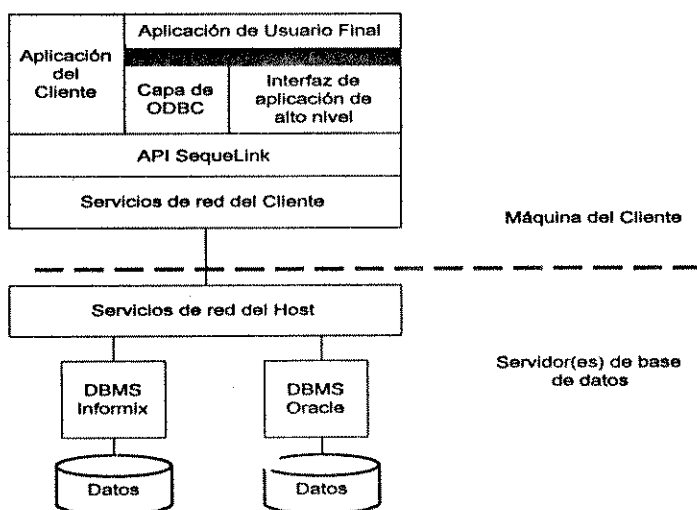 Aplicación de Usuario Final
Aplicación
del
Cliente
Capa de
ODBC
Interfaz de
aplicación de
alto nivel
API SequeLink
Servicios de red del Cliente
Máquina del Cliente
Servicios de red del Host
Servidor(es) de base
de datos
DBMS
Informix
DBMS
Oracle
Datos
Datos